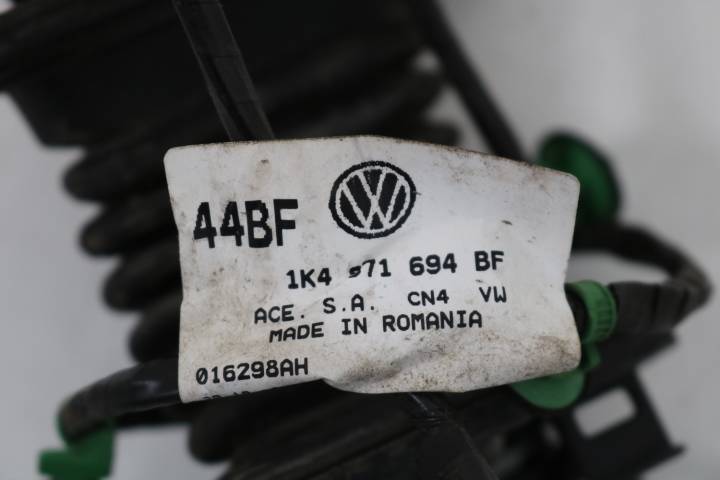 44BF
1K4 971 694 BF
ACE. S.A. CN4 VW
MADE IN ROMANIA
016298AH